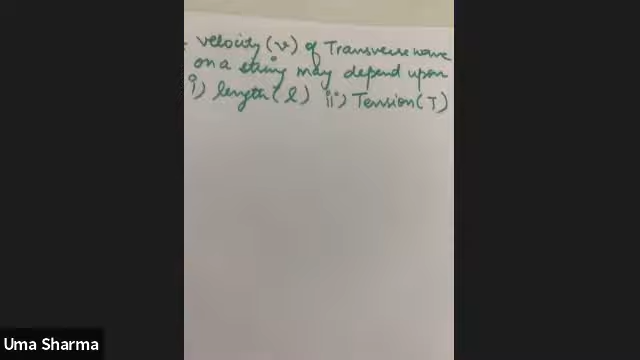 velocity (v) of Transverse wave
on a string may depend upon
i) length (l) ii) Tension (T)
Uma Sharma